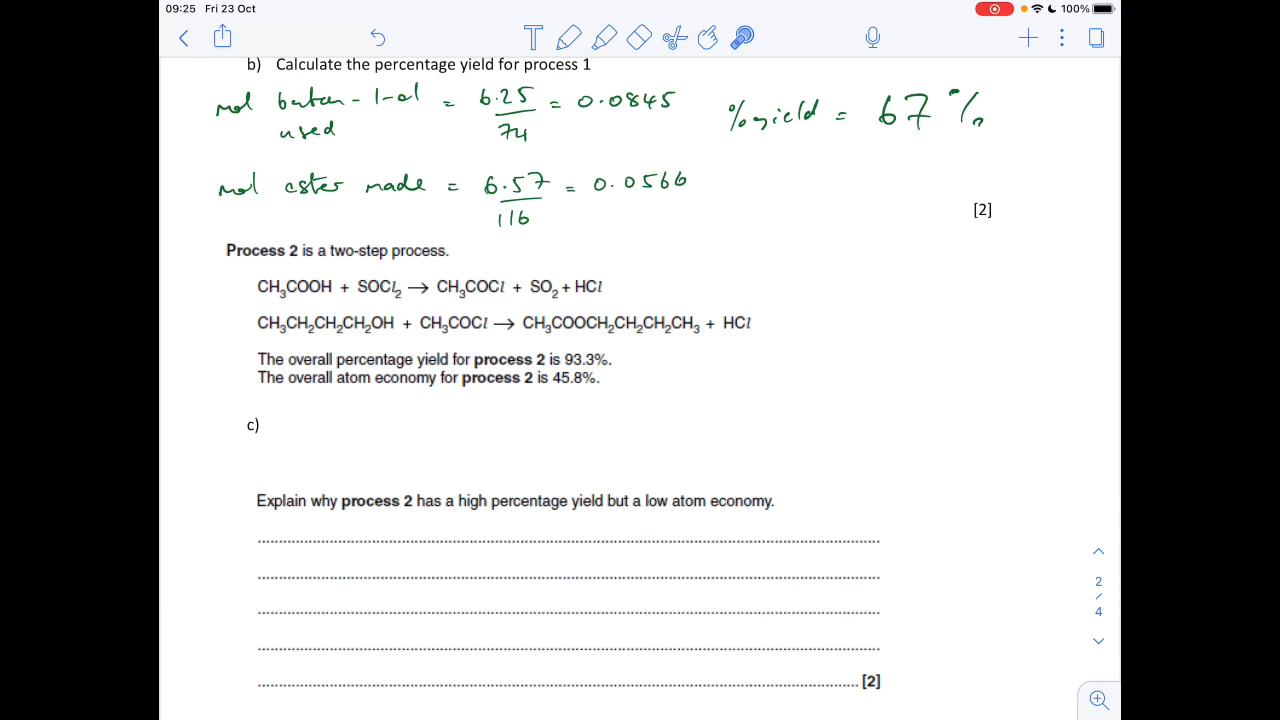 09:25 Fri 23 Oct 100%
b) Calculate the percentage yield for process 1
mol butan-1-ol used = 6.25/74 = 0.0845
% yield = 67%
mol ester made = 6.57/116 = 0.0566
[2]
Process 2 is a two-step process.
CH₃COOH + SOCl₂ → CH₃COCl + SO₂ + HCl
CH₃CH₂CH₂CH₂OH + CH₃COCl → CH₃COOCH₂CH₂CH₂CH₃ + HCl
The overall percentage yield for process 2 is 93.3%.
The overall atom economy for process 2 is 45.8%.
c)
Explain why process 2 has a high percentage yield but a low atom economy.
[2]
2
/
4